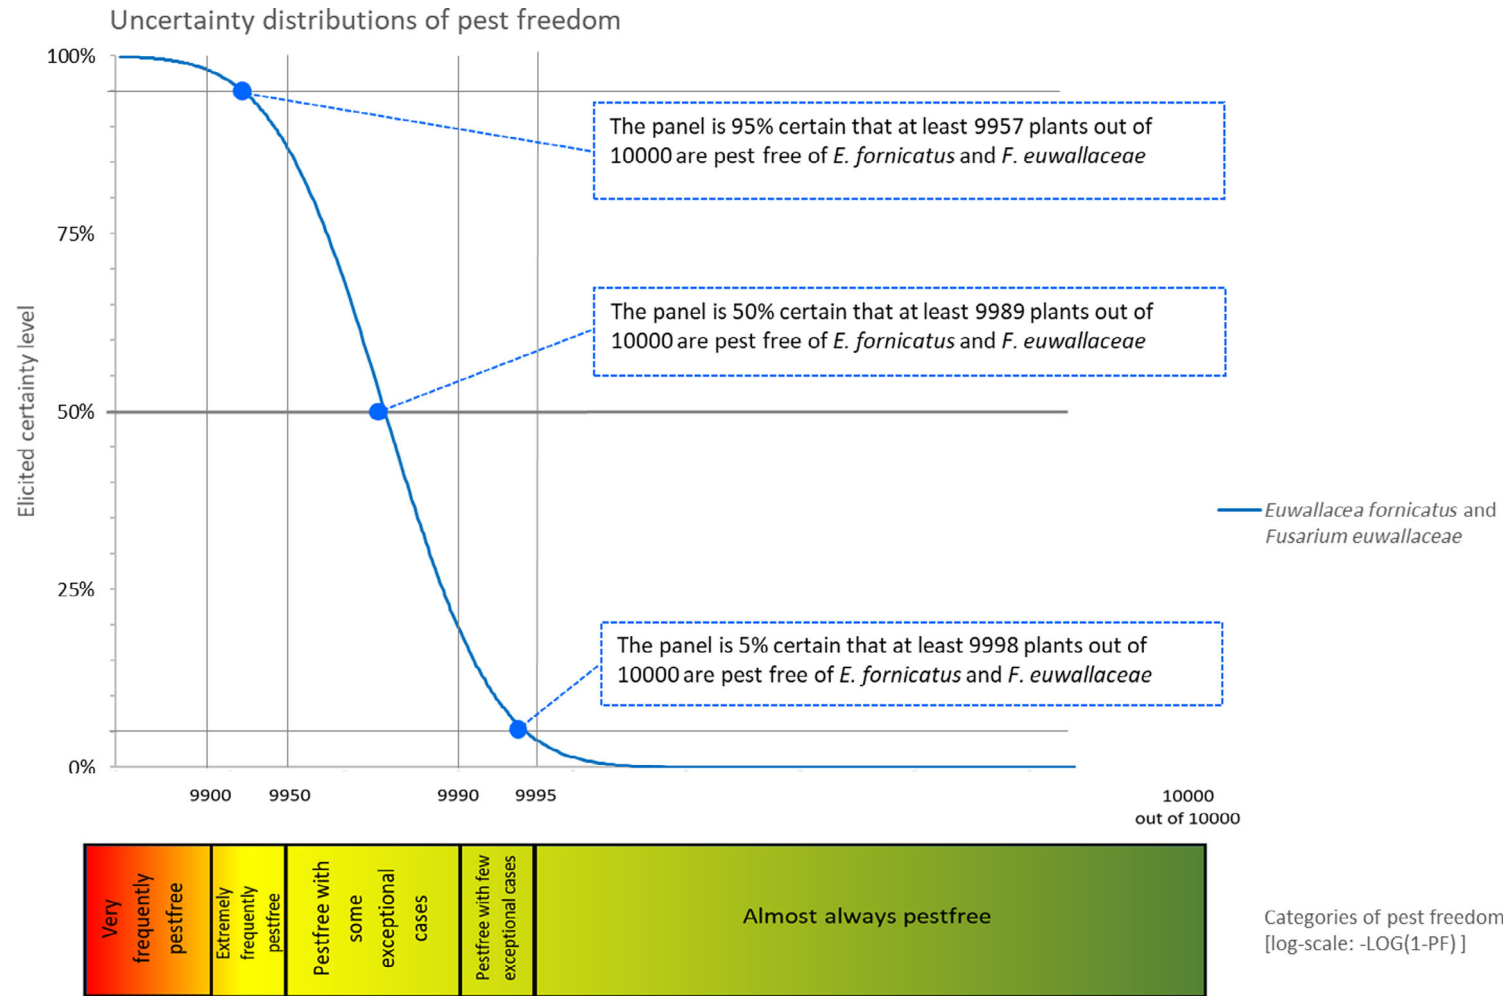 Uncertainty distributions of pest freedom
100%
75%
50%
25%
0%
Elicited certainty level
The panel is 95% certain that at least 9957 plants out of
10000 are pest free of E. fornicatus and F. euwallaceae
The panel is 50% certain that at least 9989 plants out of
10000 are pest free of E. fornicatus and F. euwallaceae
The panel is 5% certain that at least 9998 plants out of
10000 are pest free of E. fornicatus and F. euwallaceae
Euwallacea fornicatus and
Fusarium euwallaceae
9900
9950
9990
9995
10000
out of 10000
Very
frequently
pestfree
Extremely
frequently
pestfree
Pestfree with
some
exceptional
cases
Pestfree with few
exceptional cases
Almost always pestfree
Categories of pest freedom
[log-scale: -LOG(1-PF) ]